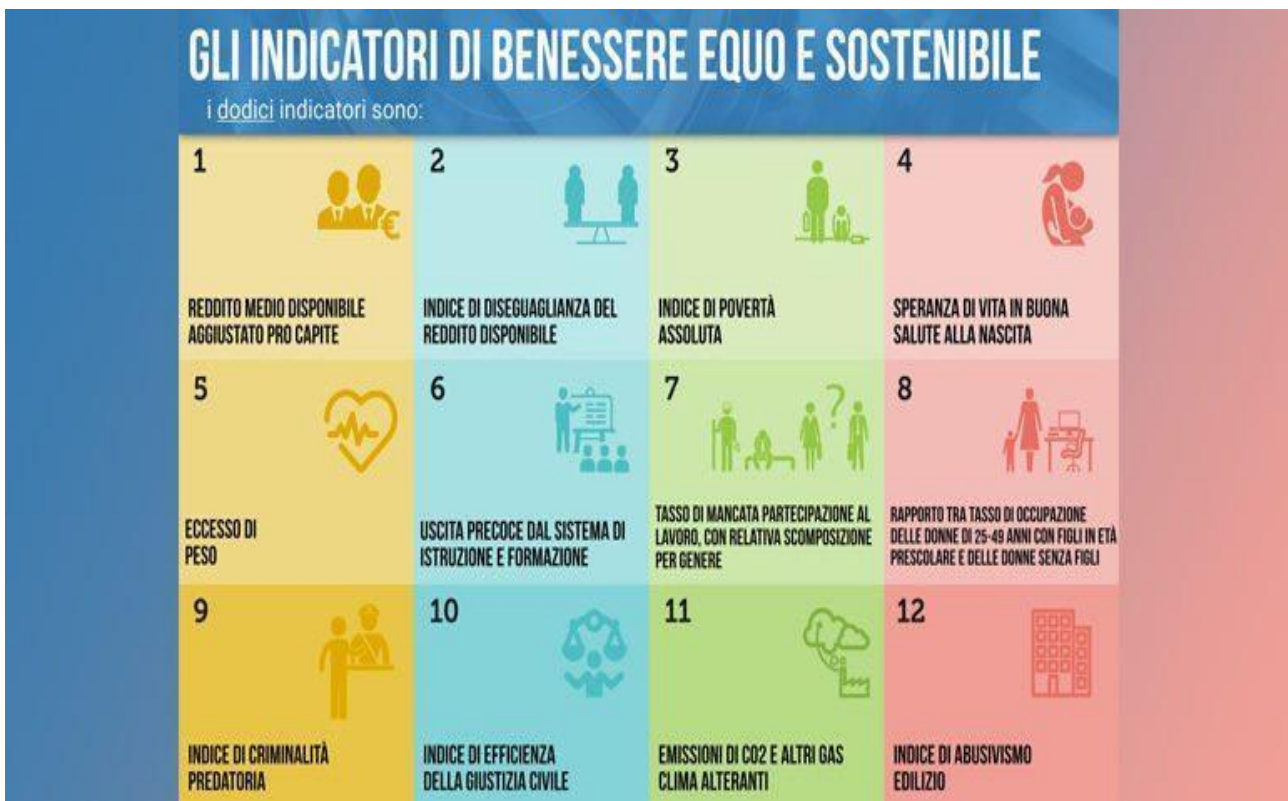 GLI INDICATORI DI BENESSERE EQUO E SOSTENIBILE
i dodici indicatori sono:
1
REDDITO MEDIO DISPONIBILE
AGGIUSTATO PRO CAPITE
2
INDICE DI DISEGUAGLIANZA DEL
REDDITO DISPONIBILE
3
INDICE DI POVERTÀ
ASSOLUTA
4
SPERANZA DI VITA IN BUONA
SALUTE ALLA NASCITA
5
ECCESSO DI
PESO
6
USCITA PRECOCE DAL SISTEMA DI
ISTRUZIONE E FORMAZIONE
7
?
TASSO DI MANCATA PARTECIPAZIONE AL
LAVORO, CON RELATIVA SCOMPOSIZIONE
PER GENERE
8
RAPPORTO TRA TASSO DI OCCUPAZIONE
DELLE DONNE DI 25-49 ANNI CON FIGLI IN ETÀ
PRESCOLARE E DELLE DONNE SENZA FIGLI
9
INDICE DI CRIMINALITÀ
PREDATORIA
10
INDICE DI EFFICIENZA
DELLA GIUSTIZIA CIVILE
11
EMISSIONI DI CO2 E ALTRI GAS
CLIMA ALTERANTI
12
INDICE DI ABUSIVISMO
EDILIZIO